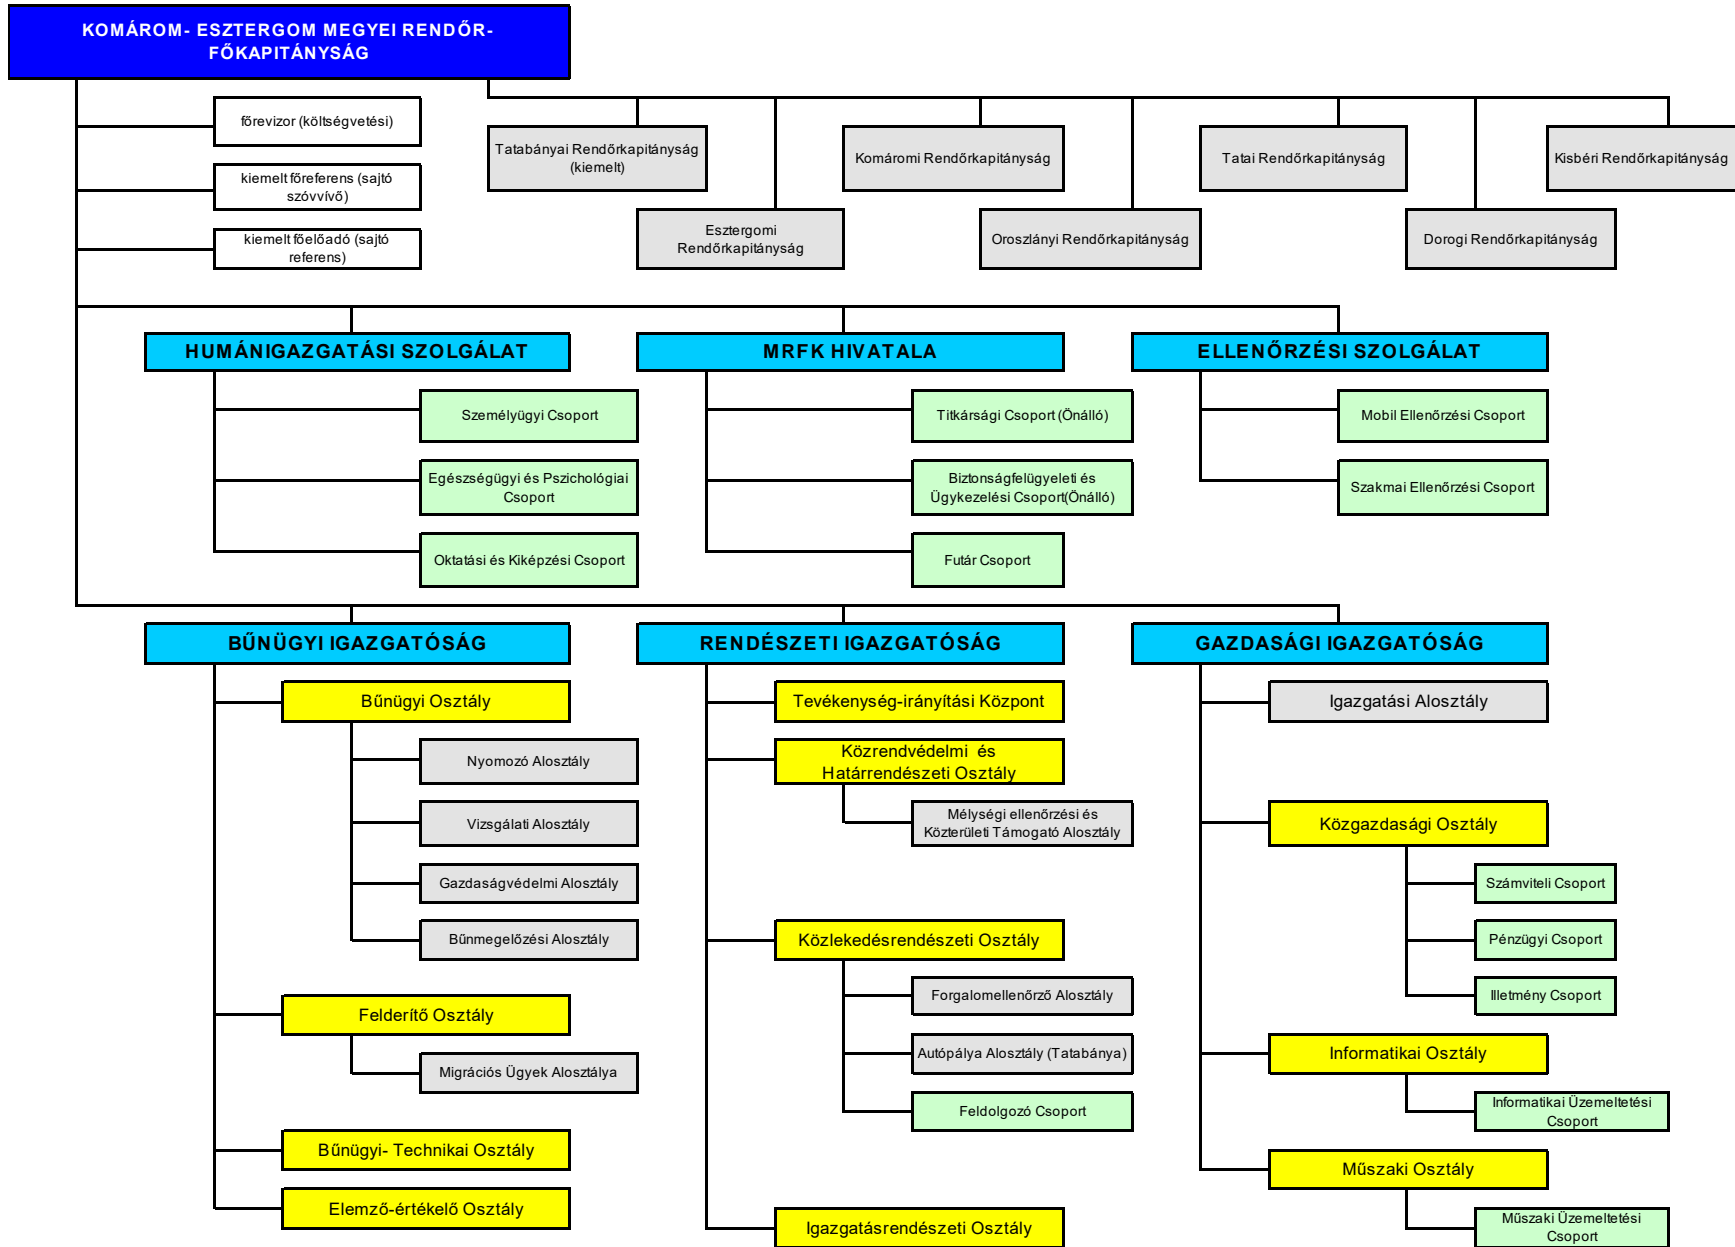 KOMÁROM- ESZTERGOM MEGYEI RENDŐR-
FŐKAPITÁNYSÁG
főrevizor (költségvetési)
kiemelt főreferens (sajtó
szóvvívő)
kiemelt főelőadó (sajtó
referens)
Tatabányai Rendőrkapitányság
(kiemelt)
Komáromi Rendőrkapitányság
Tatai Rendőrkapitányság
Kisbéri Rendőrkapitányság
Esztergomi
Rendőrkapitányság
Oroszlányi Rendőrkapitányság
Dorogi Rendőrkapitányság
HUMÁNIGAZGATÁSI SZOLGÁLAT
MRFK HIVATALA
ELLENŐRZÉSI SZOLGÁLAT
Személyügyi Csoport
Egészségügyi és Pszichológiai
Csoport
Oktatási és Kiképzési Csoport
Titkársági Csoport (Önálló)
Biztonságfelügyeleti és
Ügykezelési Csoport(Önálló)
Futár Csoport
Mobil Ellenőrzési Csoport
Szakmai Ellenőrzési Csoport
BŰNÜGYI IGAZGATÓSÁG
RENDÉSZETI IGAZGATÓSÁG
GAZDASÁGI IGAZGATÓSÁG
Bűnügyi Osztály
Nyomozó Alosztály
Vizsgálati Alosztály
Gazdaságvédelmi Alosztály
Bűnmegelőzési Alosztály
Felderítő Osztály
Migrációs Ügyek Alosztálya
Bűnügyi- Technikai Osztály
Elemző-értékelő Osztály
Tevékenység-irányítási Központ
Közrendvédelmi és
Határrendészeti Osztály
Mélységi ellenőrzési és
Közterületi Támogató Alosztály
Közlekedésrendészeti Osztály
Forgalomellenőrző Alosztály
Autópálya Alosztály (Tatabánya)
Feldolgozó Csoport
Igazgatásrendészeti Osztály
Igazgatási Alosztály
Közgazdasági Osztály
Számviteli Csoport
Pénzügyi Csoport
Illetmény Csoport
Informatikai Osztály
Informatikai Üzemeltetési
Csoport
Műszaki Osztály
Műszaki Üzemeltetési
Csoport